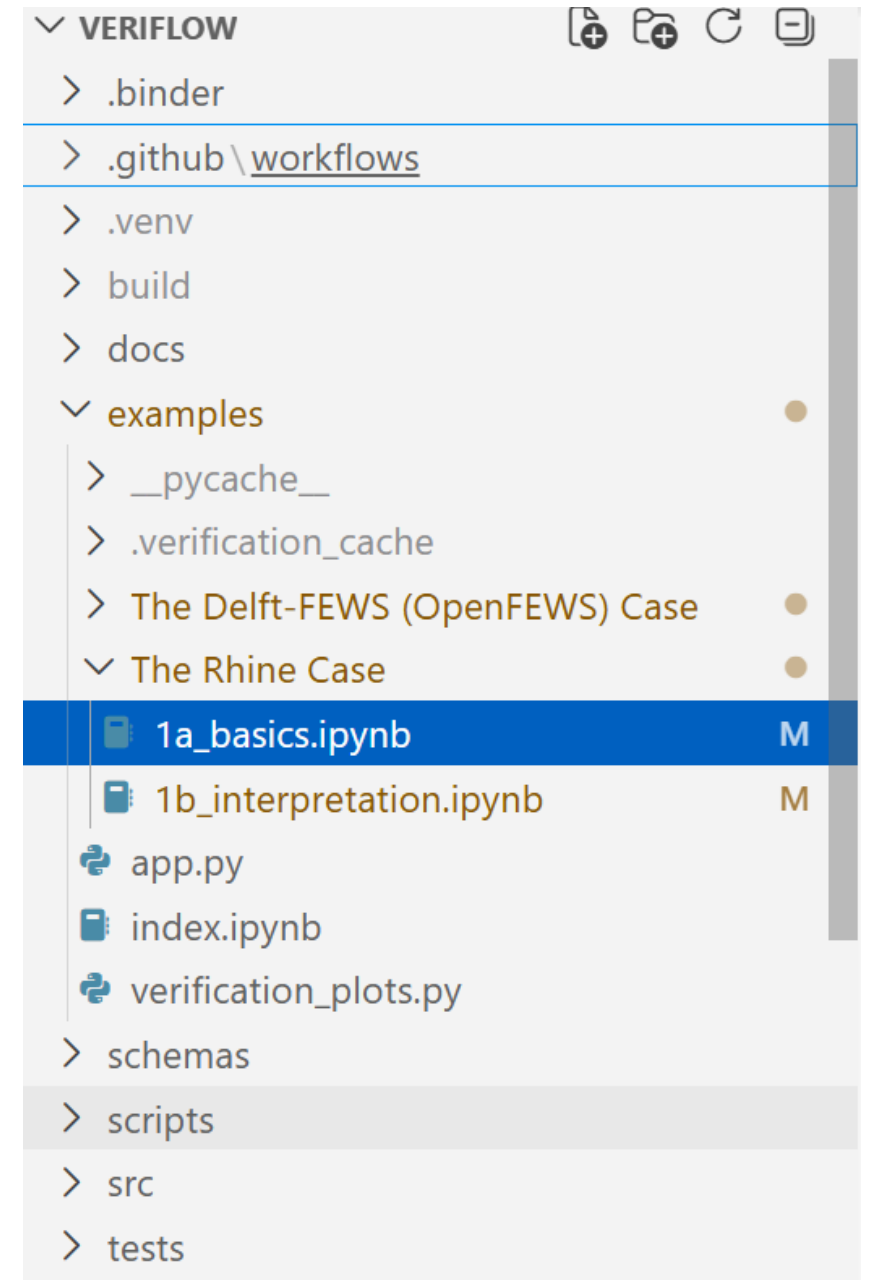 VERIFLOW
.binder
.github\workflows
.venv
build
docs
examples
__pycache__
.verification_cache
The Delft-FEWS (OpenFEWS) Case
The Rhine Case
1a_basics.ipynb M
1b_interpretation.ipynb M
app.py
index.ipynb
verification_plots.py
schemas
scripts
src
tests